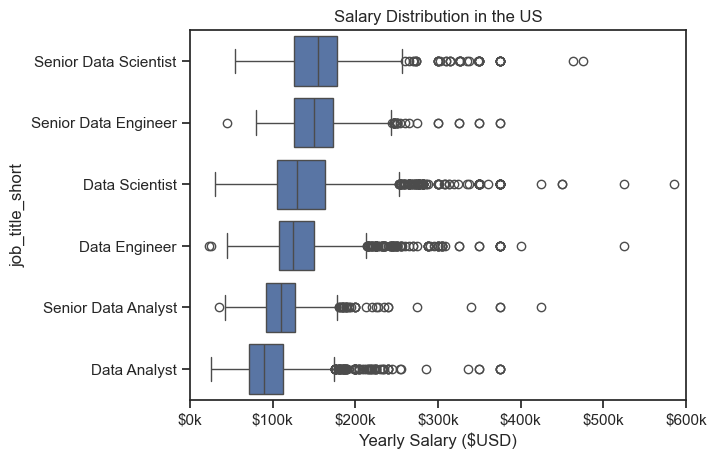 Salary Distribution in the US
job_title_short
Senior Data Scientist
Senior Data Engineer
Data Scientist
Data Engineer
Senior Data Analyst
Data Analyst
$0k $100k $200k $300k $400k $500k $600k
Yearly Salary ($USD)